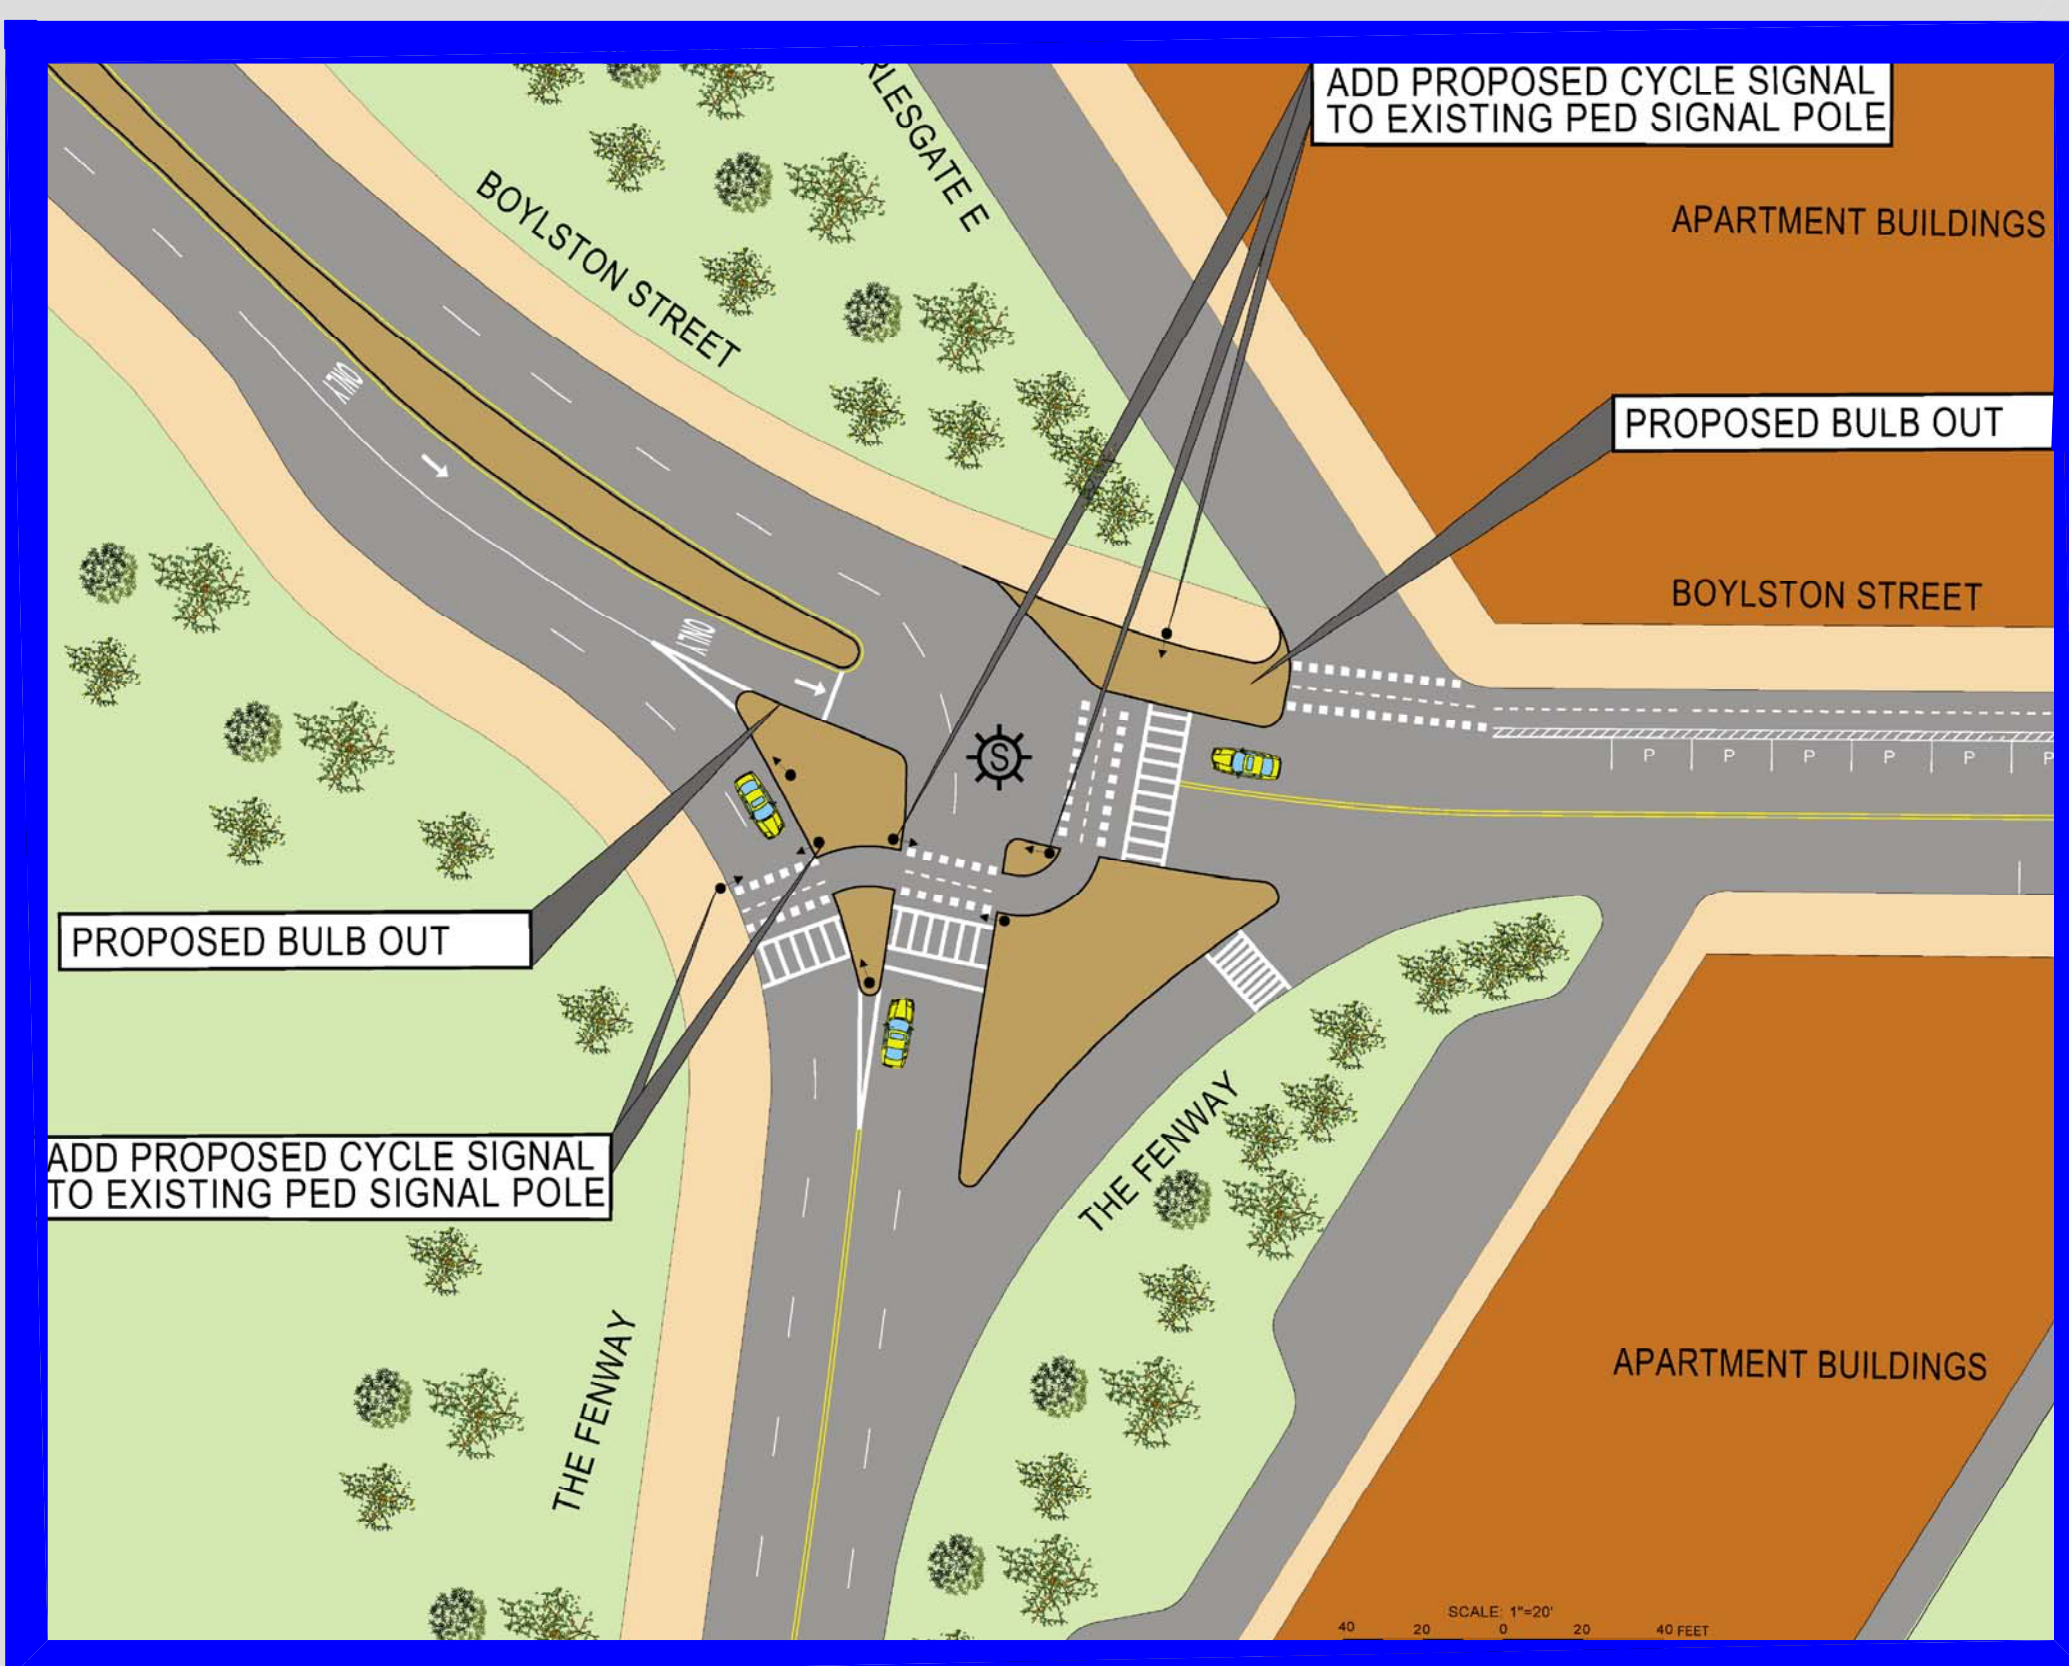 ADD PROPOSED CYCLE SIGNAL
TO EXISTING PED SIGNAL POLE
RLESGATE E
BOYLSTON STREET
APARTMENT BUILDINGS
ONLY
PROPOSED BULB OUT
BOYLSTON STREET
ONLY
S
P
P
P
P
P
P
PROPOSED BULB OUT
ADD PROPOSED CYCLE SIGNAL
TO EXISTING PED SIGNAL POLE
THE FENWAY
THE FENWAY
APARTMENT BUILDINGS
SCALE: 1"=20'
40 20 0 20 40 FEET